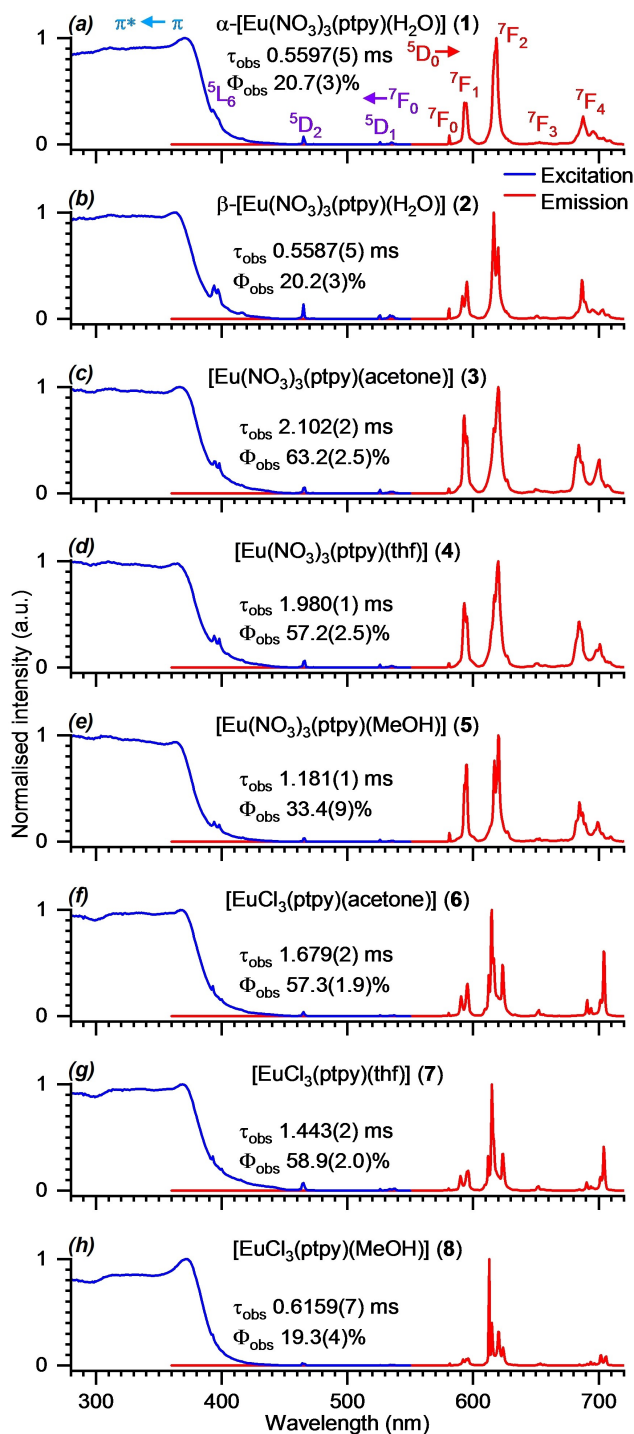 (a)
π* ← π
α-[Eu(NO₃)₃(ptpy)(H₂O)] (1)
τobs 0.5597(5) ms
Φobs 20.7(3)%
⁵L₆
⁵D₂
← ⁷F₀
⁵D₁
⁵D₀ →
⁷F₀
⁷F₁
⁷F₂
⁷F₃
⁷F₄
1
0
Excitation
Emission
(b)
β-[Eu(NO₃)₃(ptpy)(H₂O)] (2)
τobs 0.5587(5) ms
Φobs 20.2(3)%
1
0
(c)
[Eu(NO₃)₃(ptpy)(acetone)] (3)
τobs 2.102(2) ms
Φobs 63.2(2.5)%
1
0
(d)
[Eu(NO₃)₃(ptpy)(thf)] (4)
τobs 1.980(1) ms
Φobs 57.2(2.5)%
1
0
Normalised intensity (a.u.)
(e)
[Eu(NO₃)₃(ptpy)(MeOH)] (5)
τobs 1.181(1) ms
Φobs 33.4(9)%
1
0
(f)
[EuCl₃(ptpy)(acetone)] (6)
τobs 1.679(2) ms
Φobs 57.3(1.9)%
1
0
(g)
[EuCl₃(ptpy)(thf)] (7)
τobs 1.443(2) ms
Φobs 58.9(2.0)%
1
0
(h)
[EuCl₃(ptpy)(MeOH)] (8)
τobs 0.6159(7) ms
Φobs 19.3(4)%
1
0
300 400 500 600 700
Wavelength (nm)